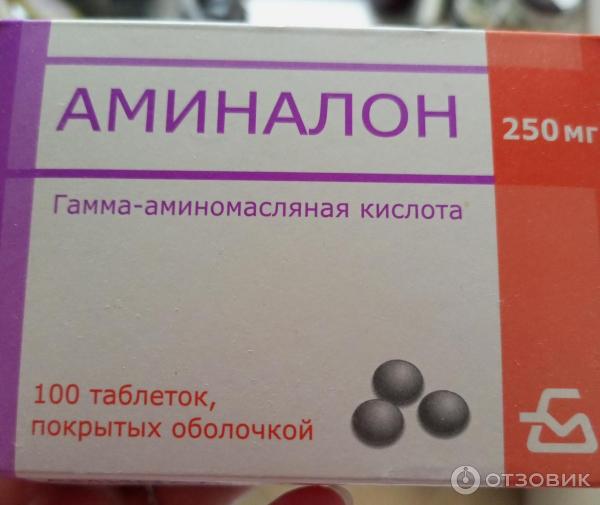 АМИНАЛОН
250 мг
Гамма-аминомасляная кислота
100 таблеток,
покрытых оболочкой
ОТЗОВИК